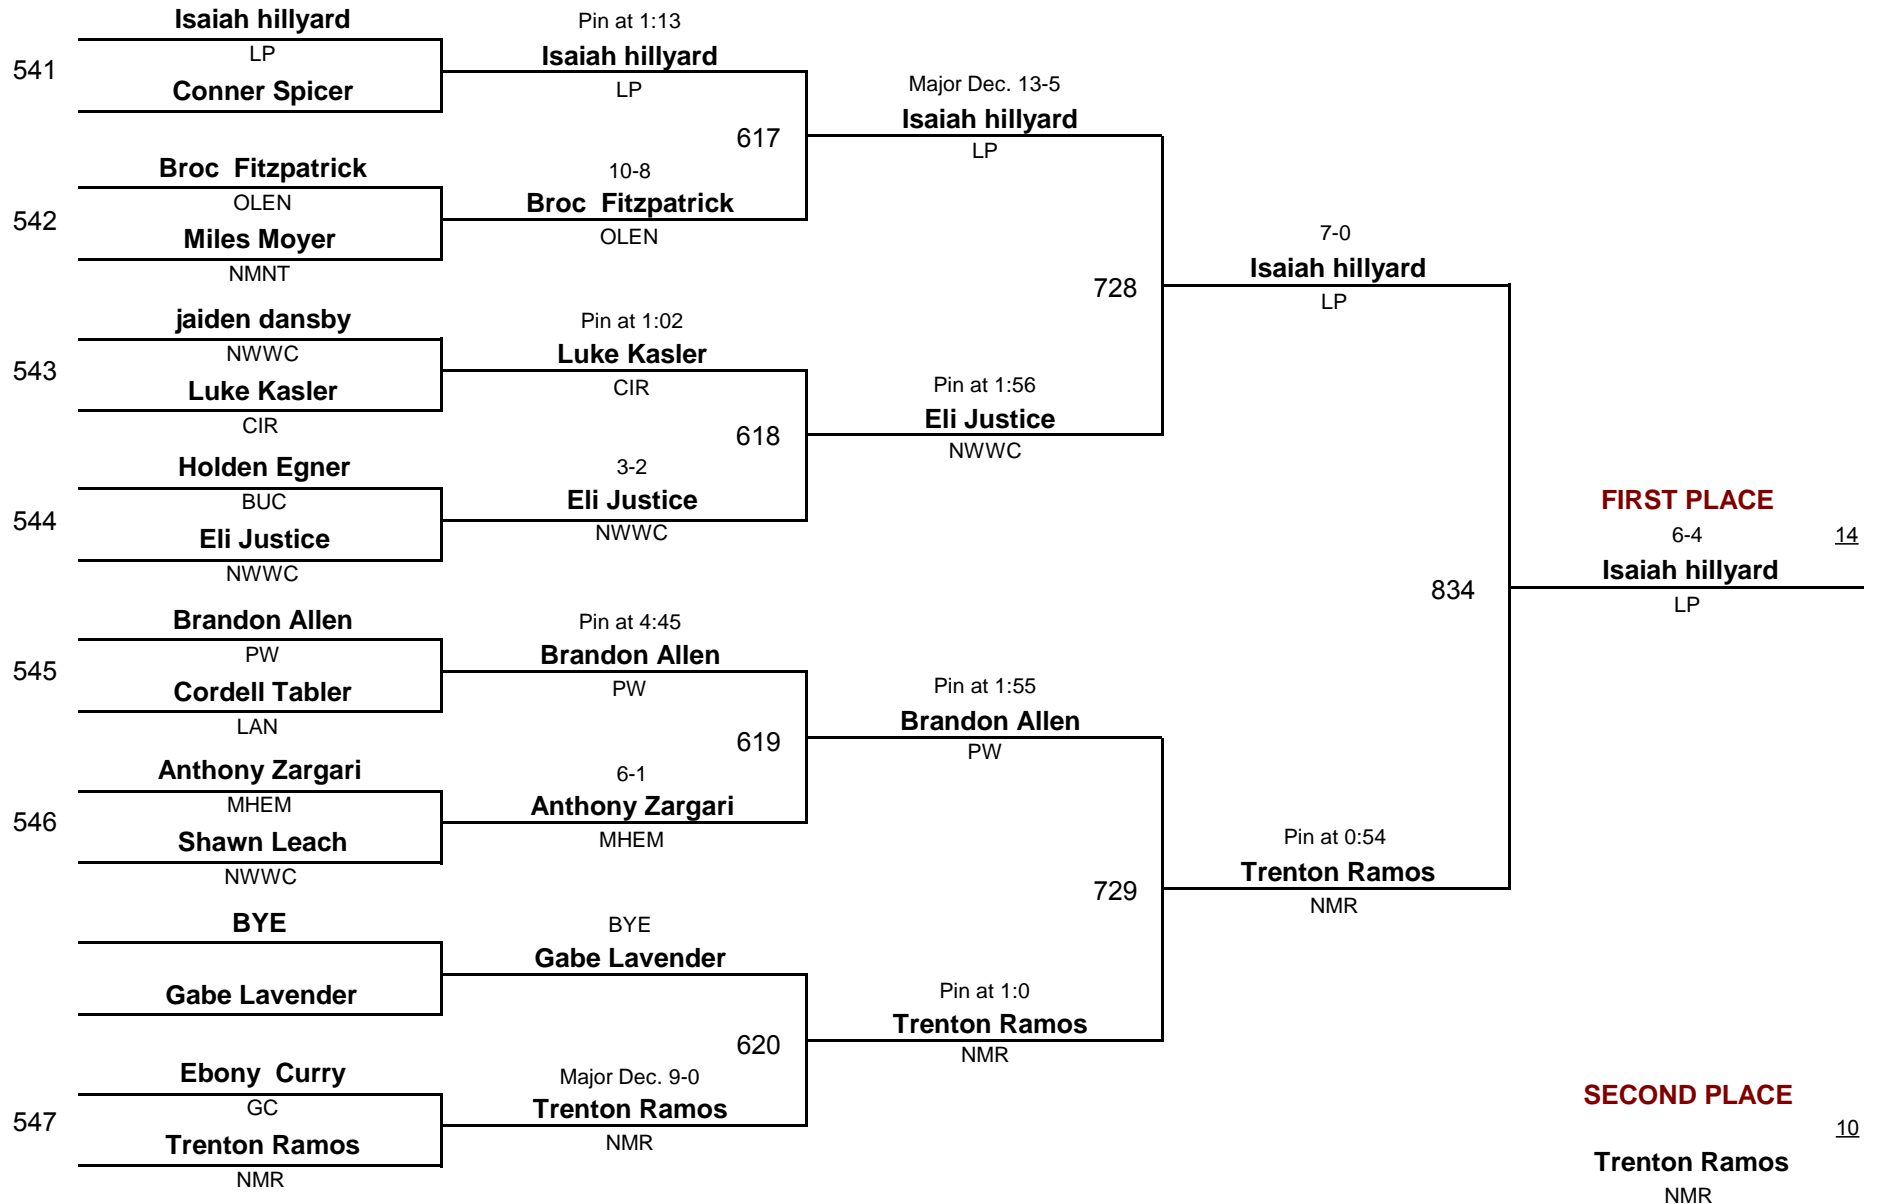 Isaiah hillyard
LP
541
Conner Spicer
Broc  Fitzpatrick
OLEN
542
Miles Moyer
NMNT
jaiden dansby
NWWC
543
Luke Kasler
CIR
Holden Egner
BUC
544
Eli Justice
NWWC
Brandon Allen
PW
545
Cordell Tabler
LAN
Anthony Zargari
MHEM
546
Shawn Leach
NWWC
BYE
Gabe Lavender
Ebony  Curry
GC
547
Trenton Ramos
NMR
Pin at 1:13
Isaiah hillyard
LP
617
10-8
Broc  Fitzpatrick
OLEN
Pin at 1:02
Luke Kasler
CIR
618
3-2
Eli Justice
NWWC
Pin at 4:45
Brandon Allen
PW
619
6-1
Anthony Zargari
MHEM
BYE
Gabe Lavender
620
Major Dec. 9-0
Trenton Ramos
NMR
Major Dec. 13-5
Isaiah hillyard
LP
728
Pin at 1:56
Eli Justice
NWWC
Pin at 1:55
Brandon Allen
PW
729
Pin at 1:0
Trenton Ramos
NMR
7-0
Isaiah hillyard
LP
834
Pin at 0:54
Trenton Ramos
NMR
FIRST PLACE
6-4
14
Isaiah hillyard
LP
SECOND PLACE
10
Trenton Ramos
NMR